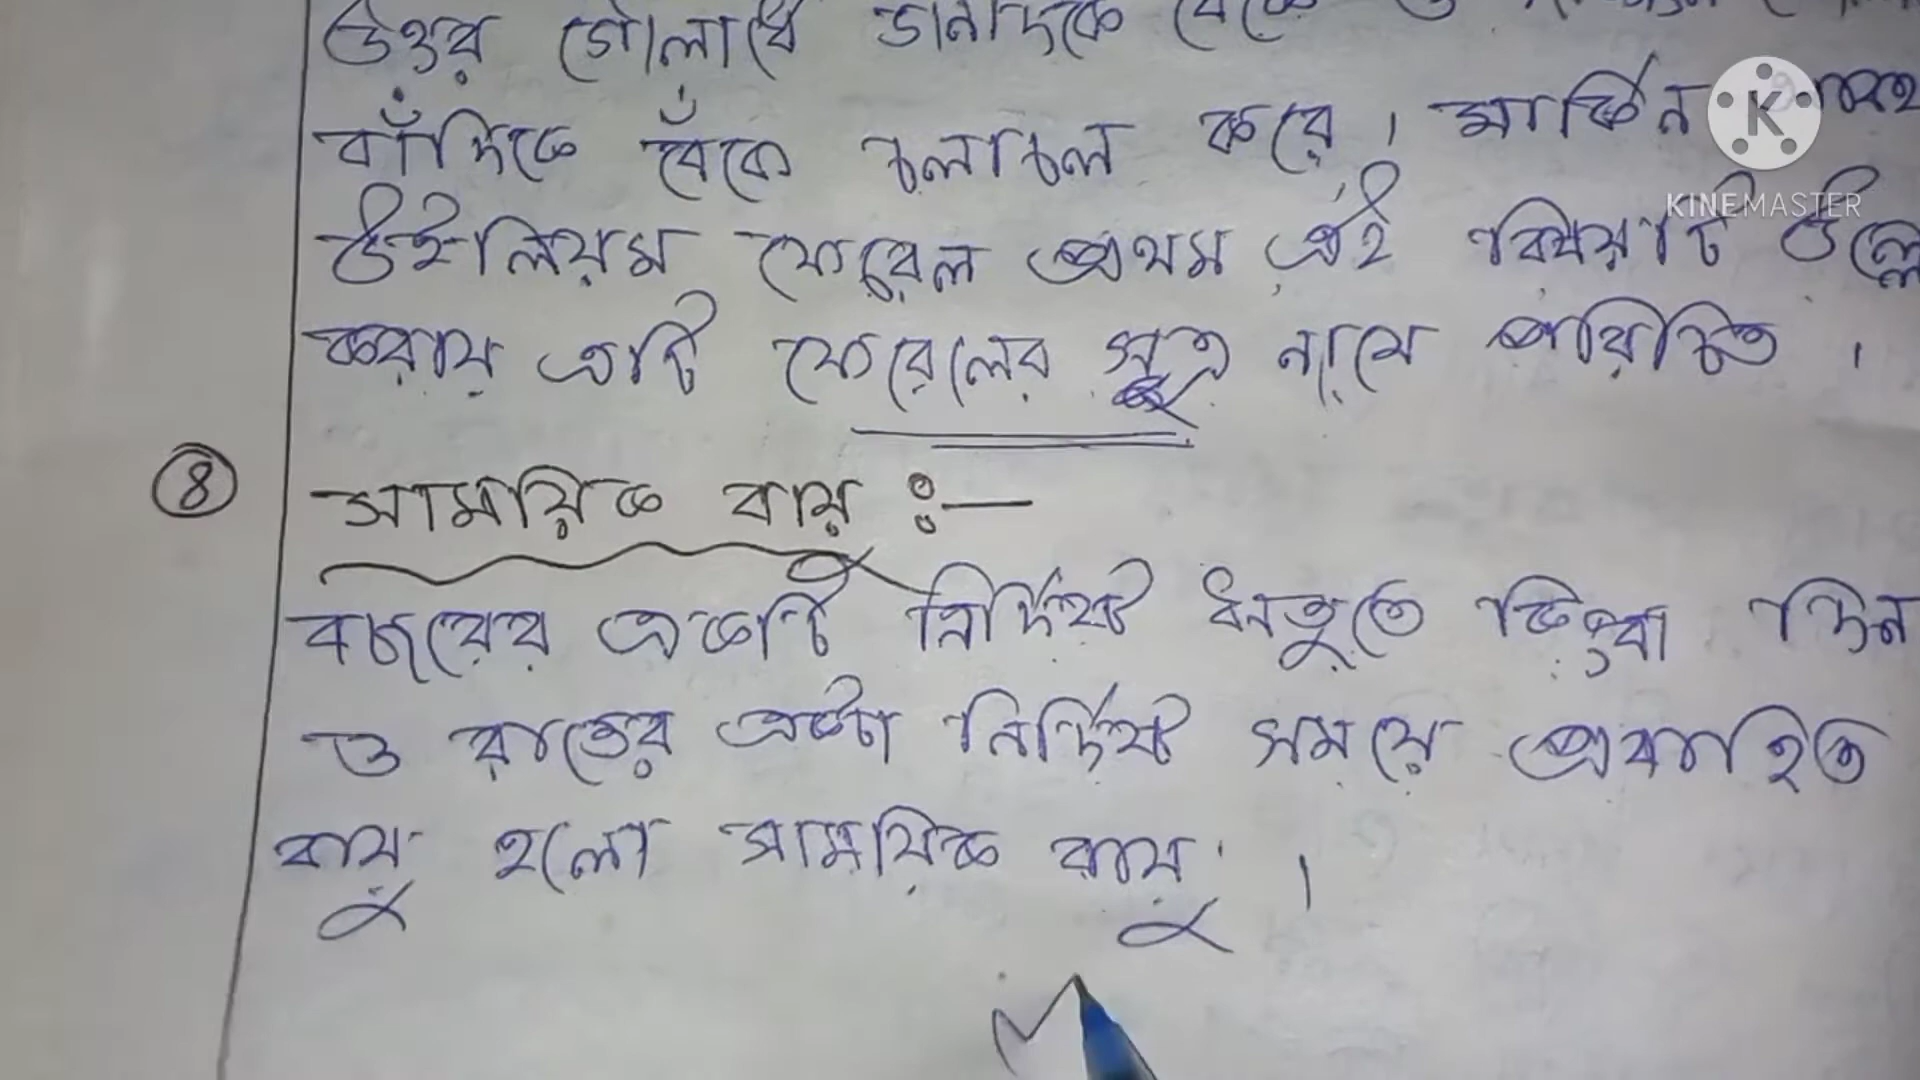 উত্তর গোলার্ধে ডানদিকে বেঁকে ও
বাঁদিকে বেঁকে চলাচল করে। মার্কিন
K
KINEMASTER
উইলিয়ম ফেরেল প্রথম এই বিষয়টি উল্লে
করায় এটি ফেরেলের সূত্র নামে পরিচিত ।
৪ সাময়িক বায়ু :—
বছরের একটি নির্দিষ্ট ঋতুতে কিংবা দিন
ও রাতের একটা নির্দিষ্ট সময়ে প্রবাহিত
বায়ু হলো সাময়িক বায়ু ।